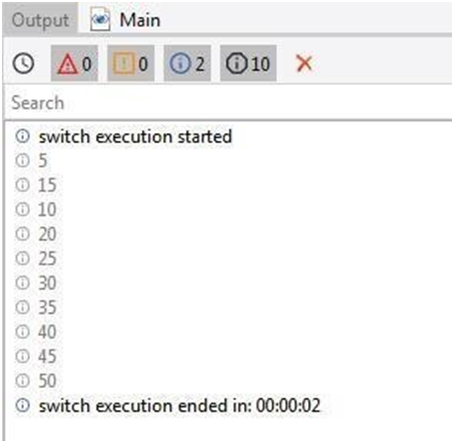 Output Main
0 0 2 10
Search
switch execution started
5
15
10
20
25
30
35
40
45
50
switch execution ended in: 00:00:02